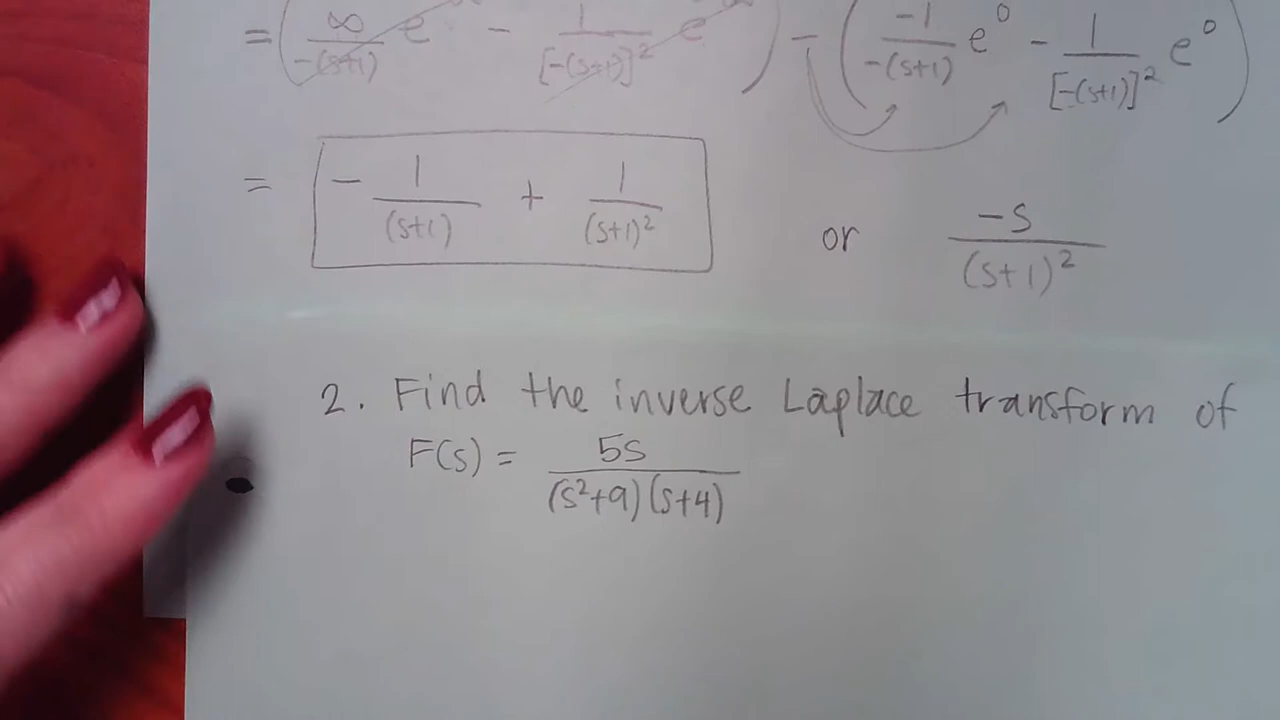 = (∞/-(s+1) e - 1/[-(s+1)]² e) - (-1/-(s+1) e⁰ - 1/[-(s+1)]² e⁰)
= - 1/(s+1) + 1/(s+1)² or -s/(s+1)²
2. Find the inverse Laplace transform of
F(s) = 5s/(s²+9)(s+4)